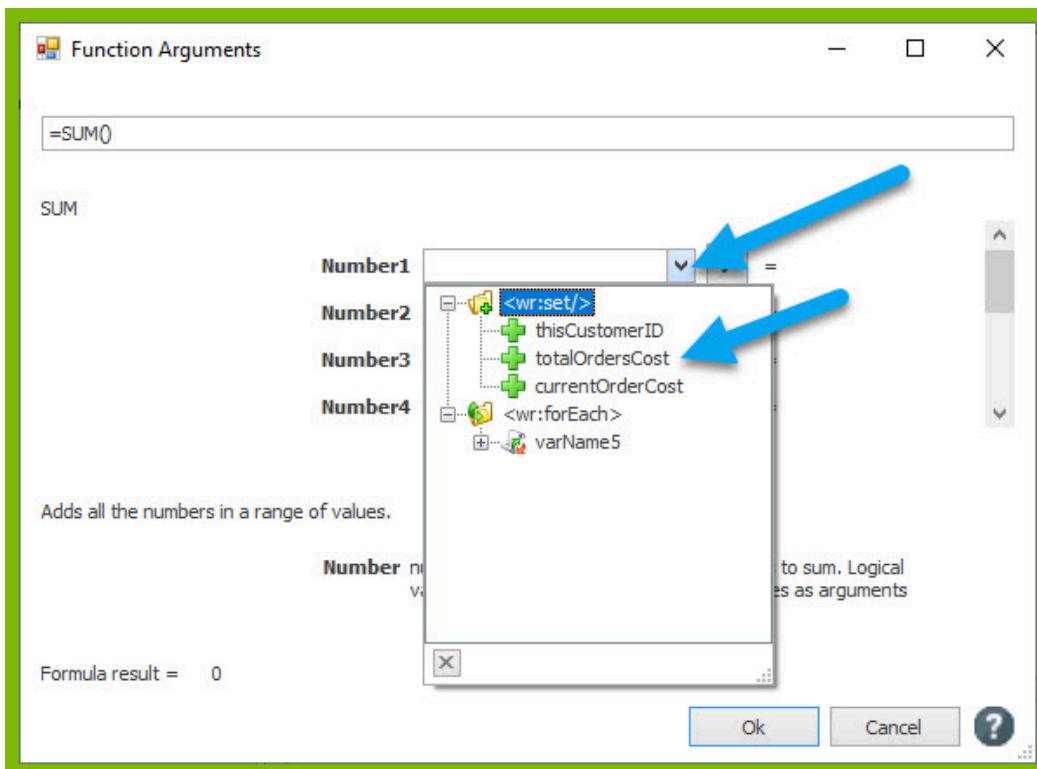 Function Arguments
=SUM()
SUM
Number1 =
Number2
Number3
Number4
<wr:set/>
thisCustomerID
totalOrdersCost
currentOrderCost
<wr:forEach>
varName5
Adds all the numbers in a range of values.
Number to sum. Logical
as arguments
Formula result = 0
Ok Cancel ?